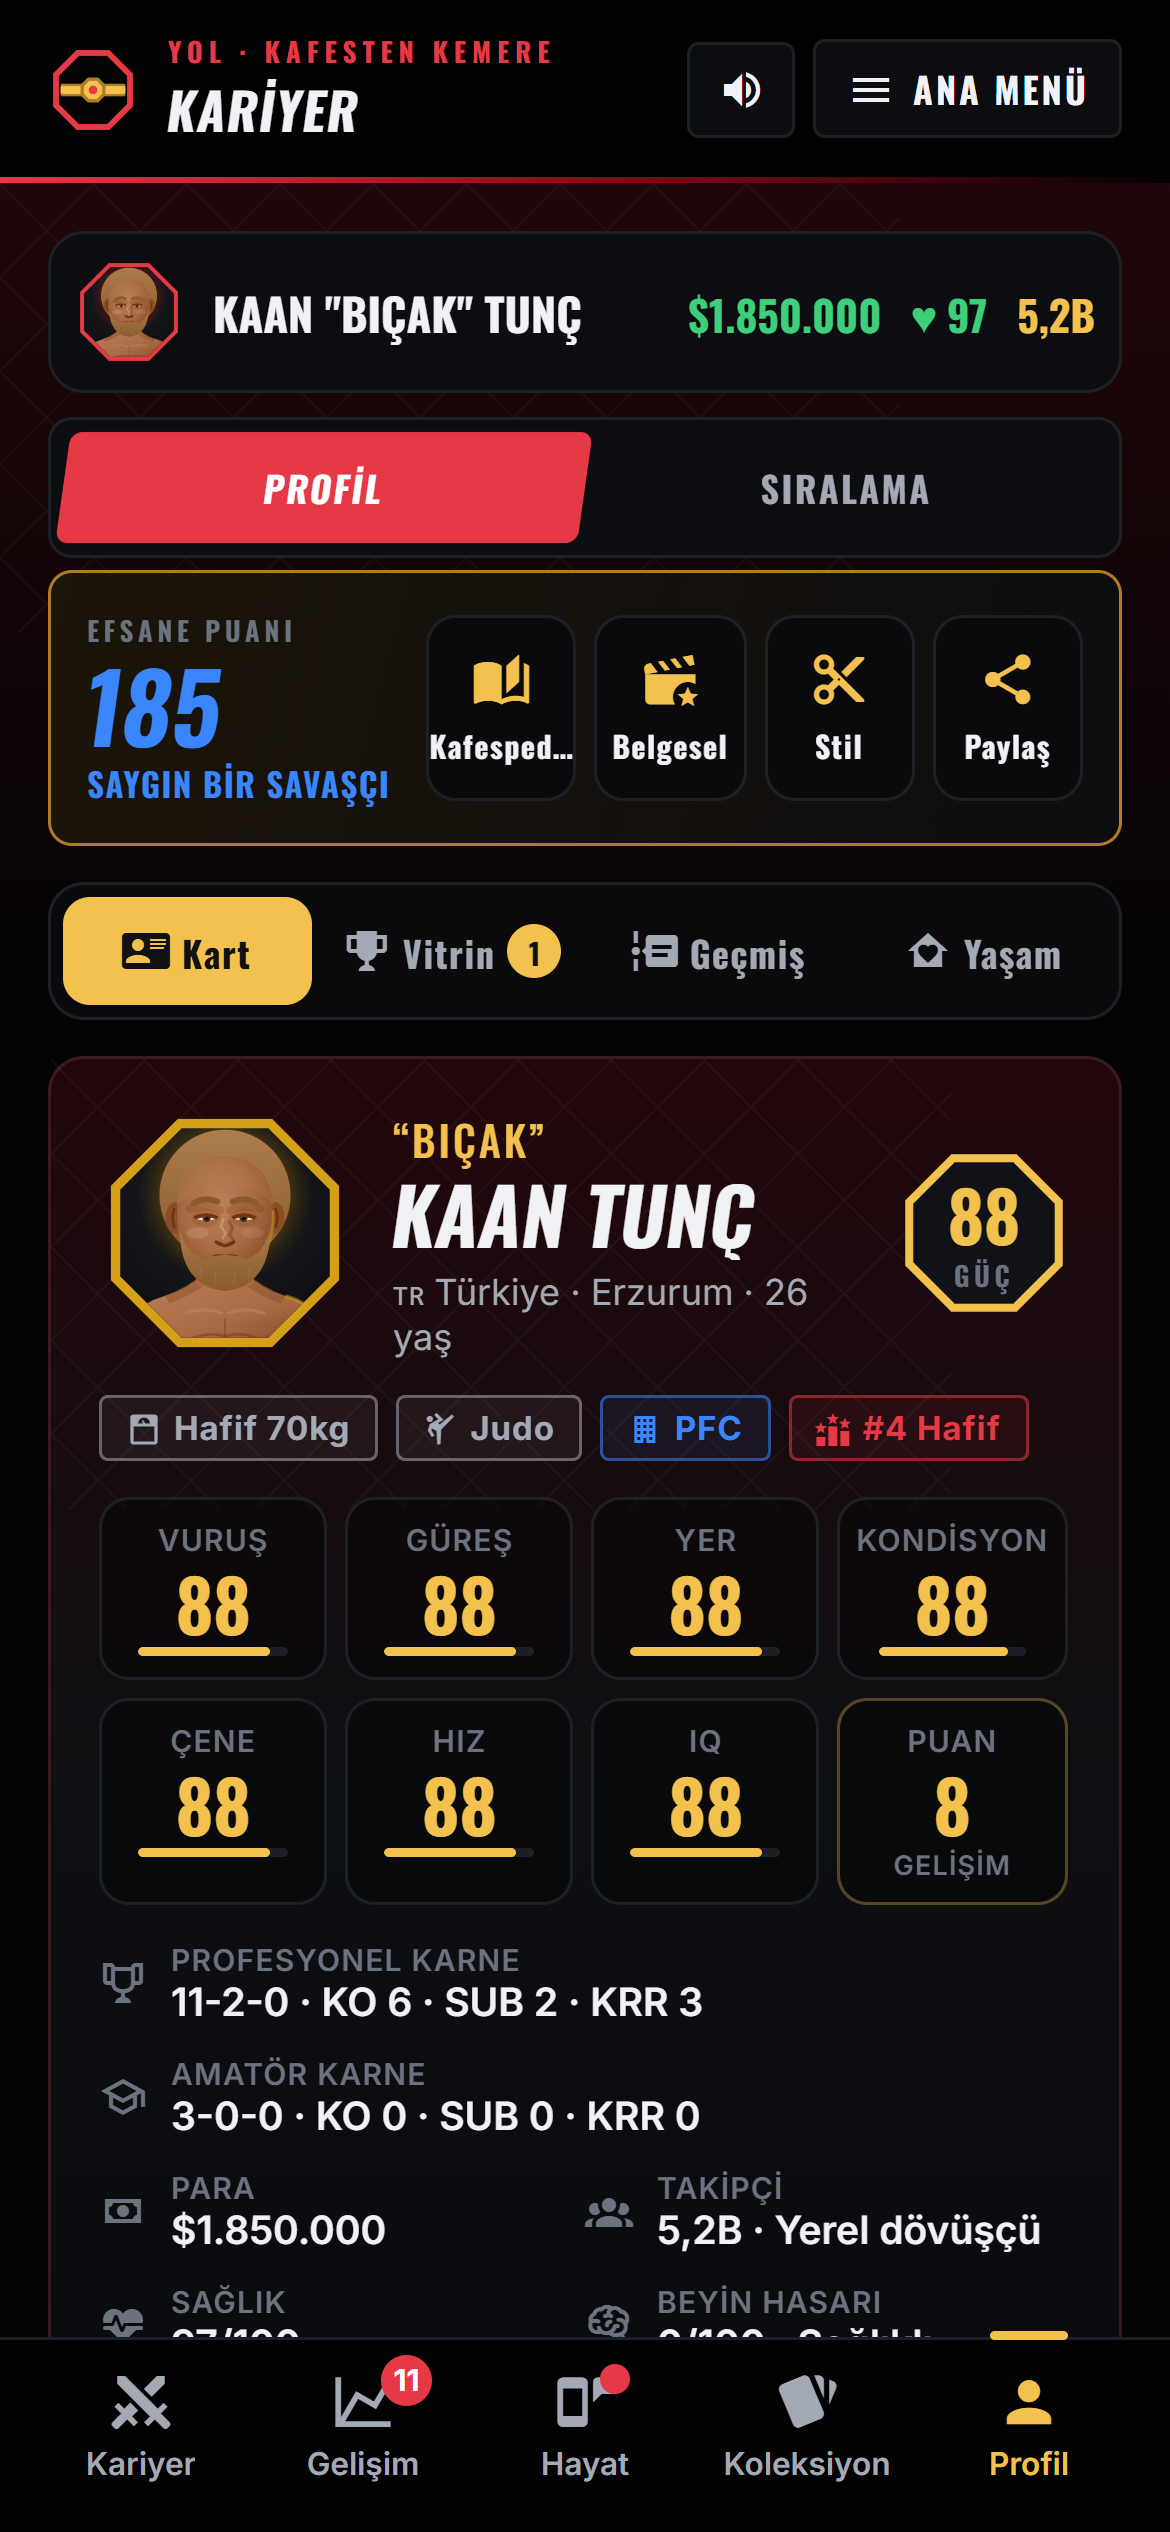 YOL · KAFESTEN KEMERE
KARİYER
ANA MENÜ
KAAN "BIÇAK" TUNÇ
$1.850.000 ♥ 97 5,2B
PROFİL
SIRALAMA
EFSANE PUANI
185
SAYGIN BİR SAVAŞÇI
Kafesped...
Belgesel
Stil
Paylaş
Kart
Vitrin 1
Geçmiş
Yaşam
“BIÇAK”
KAAN TUNÇ
TR Türkiye · Erzurum · 26
yaş
88
GÜÇ
Hafif 70kg
Judo
PFC
#4 Hafif
VURUŞ
88
GÜREŞ
88
YER
88
KONDİSYON
88
ÇENE
88
HIZ
88
IQ
88
PUAN
8
GELİŞİM
PROFESYONEL KARNE
11-2-0 · KO 6 · SUB 2 · KRR 3
AMATÖR KARNE
3-0-0 · KO 0 · SUB 0 · KRR 0
PARA
$1.850.000
TAKİPÇİ
5,2B · Yerel dövüşçü
SAĞLIK
97/100
BEYİN HASARI
0/100 · Sağlıklı
Kariyer
11
Gelişim
Hayat
Koleksiyon
Profil